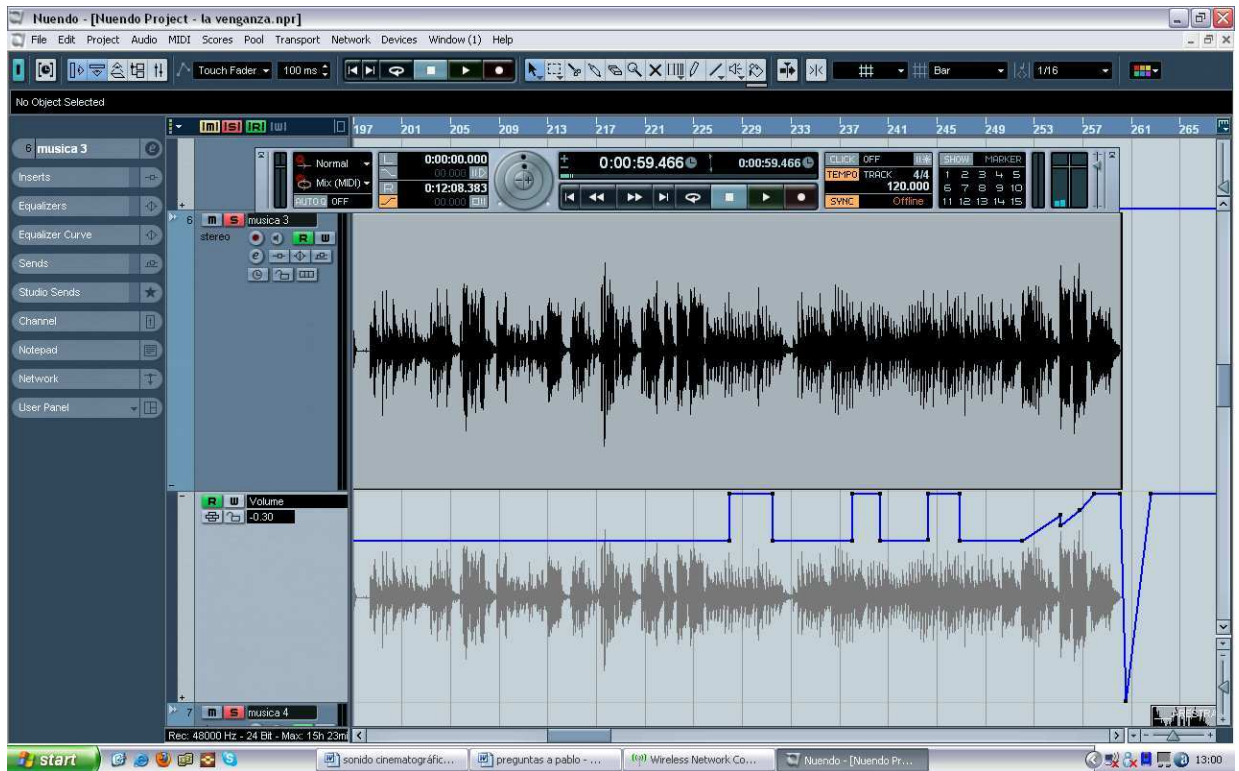 Nuendo - [Nuendo Project - la venganza.npr]
File Edit Project Audio MIDI Scores Pool Transport Network Devices Window (1) Help
Touch Fader 100 ms Bar 1/16
No Object Selected
[m] [S] [R] [W] 197 201 205 209 213 217 221 225 229 233 237 241 245 249 253 257 261 265
6 musica 3
Inserts
Equalizers
Equalizer Curve
Sends
Studio Sends
Channel
Notepad
Network
User Panel
Normal L 0:00:00.000 0:00:59.466 0:00:59.466 CLICK OFF SHOW MARKER
00.000 TEMPO TRACK 4/4 1 2 3 4 5
Mix (MIDI) R 0:12:08.383 120.000 6 7 8 9 10
AUTO Q OFF 00.000 SYNC Offline 11 12 13 14 15
6 m S musica 3
stereo R W
R W Volume
-0.30
7 m S musica 4
Rec: 48000 Hz - 24 Bit - Max: 15h 23mi
start sonido cinematográfic... preguntas a pablo - ... Wireless Network Co... Nuendo - [Nuendo Pr... 13:00